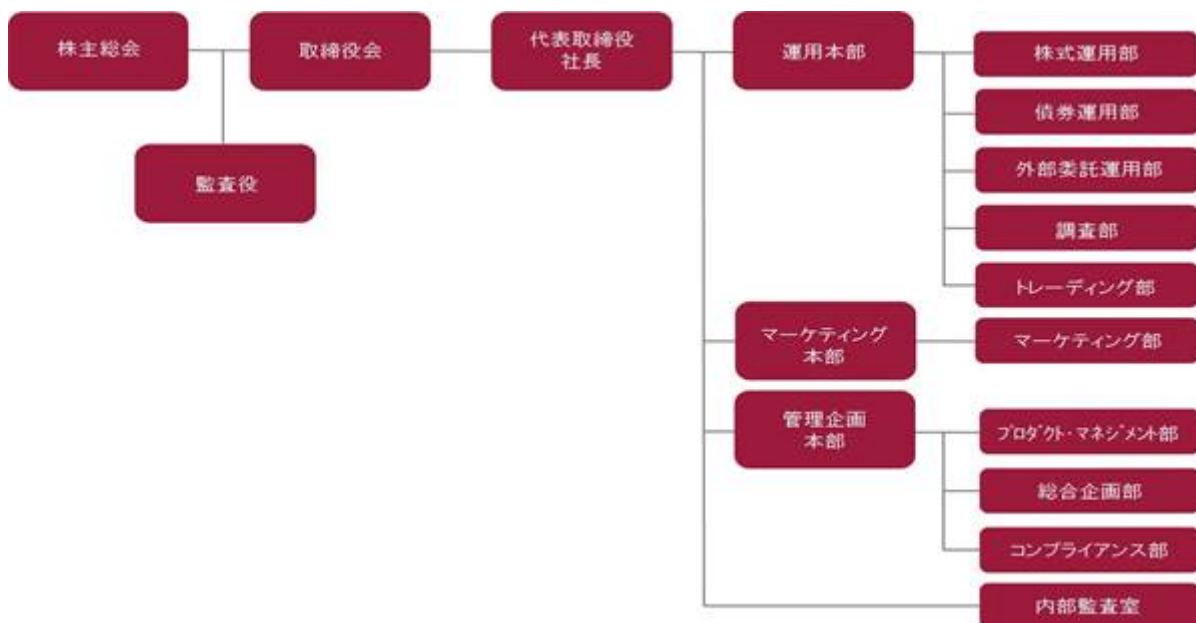 株主総会
取締役会
代表取締役
社長
運用本部
株式運用部
債券運用部
監査役
外部委託運用部
調査部
トレーディング部
マーケティング
本部
マーケティング部
管理企画
本部
プロダクト・マネジメント部
総合企画部
コンプライアンス部
内部監査室